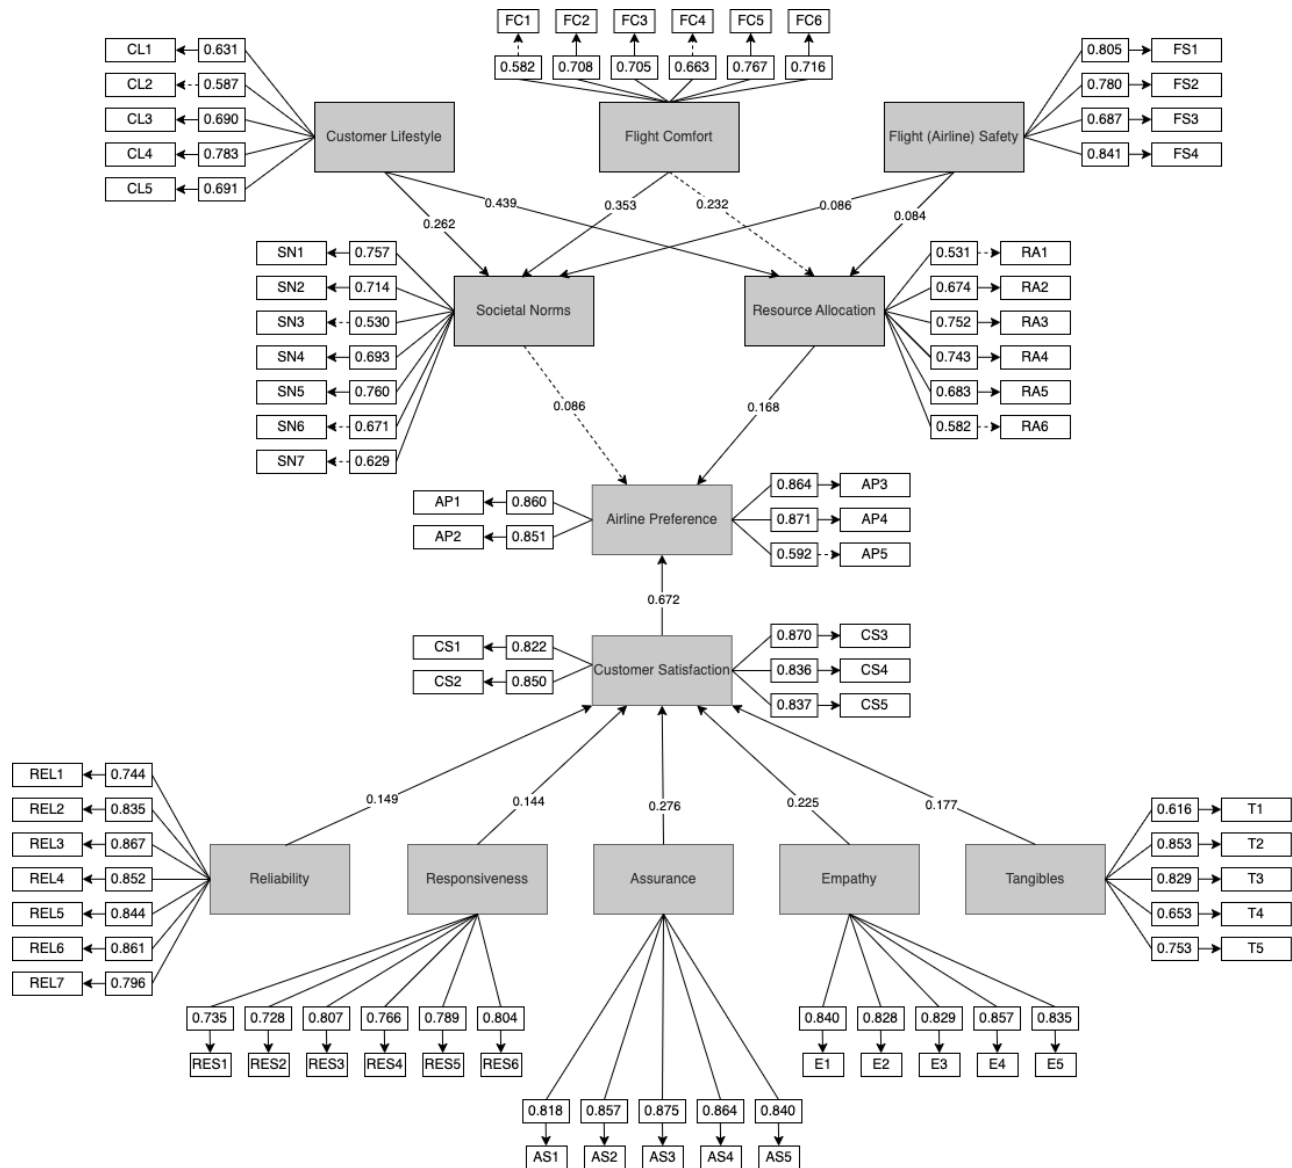 FC1 FC2 FC3 FC4 FC5 FC6
CL1 0.631
0.805 FS1
0.582 0.708 0.705 0.663 0.767 0.716
CL2 0.587
0.780 FS2
CL3 0.690
0.687 FS3
CL4 0.783
0.841 FS4
CL5 0.691
Customer Lifestyle
Flight Comfort
Flight (Airline) Safety
0.439 0.353 0.232 0.086
0.262 0.084
SN1 0.757
0.531 RA1
SN2 0.714
0.674 RA2
SN3 0.530
0.752 RA3
SN4 0.693
0.743 RA4
SN5 0.760
0.683 RA5
SN6 0.671
0.582 RA6
SN7 0.629
Societal Norms
Resource Allocation
0.086 0.168
AP1 0.860
AP2 0.851
Airline Preference
0.864 AP3
0.871 AP4
0.592 AP5
0.672
CS1 0.822
CS2 0.850
Customer Satisfaction
0.870 CS3
0.836 CS4
0.837 CS5
0.149 0.144 0.276 0.225 0.177
REL1 0.744
REL2 0.835
REL3 0.867
REL4 0.852
REL5 0.844
REL6 0.861
REL7 0.796
Reliability
Responsiveness
Assurance
Empathy
Tangibles
0.616 T1
0.853 T2
0.829 T3
0.653 T4
0.753 T5
0.735 0.728 0.807 0.766 0.789 0.804
RES1 RES2 RES3 RES4 RES5 RES6
0.840 0.828 0.829 0.857 0.835
E1 E2 E3 E4 E5
0.818 0.857 0.875 0.864 0.840
AS1 AS2 AS3 AS4 AS5